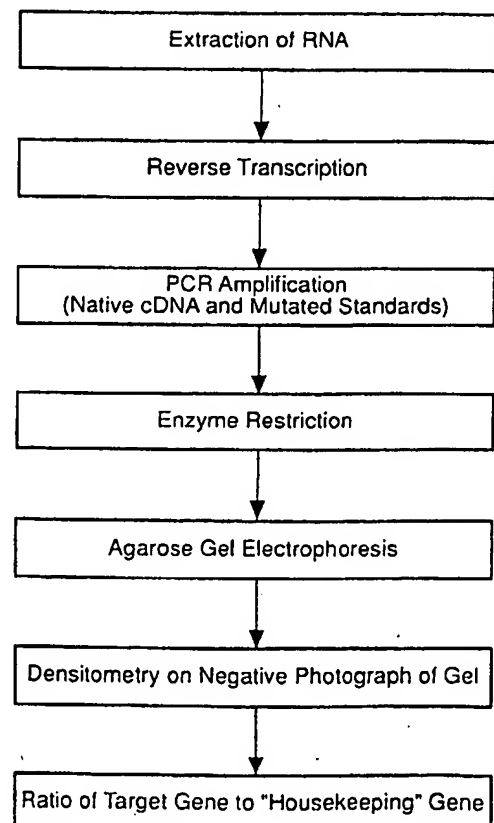 Extraction of RNA
Reverse Transcription
PCR Amplification
(Native cDNA and Mutated Standards)
Enzyme Restriction
Agarose Gel Electrophoresis
Densitometry on Negative Photograph of Gel
Ratio of Target Gene to "Housekeeping" Gene